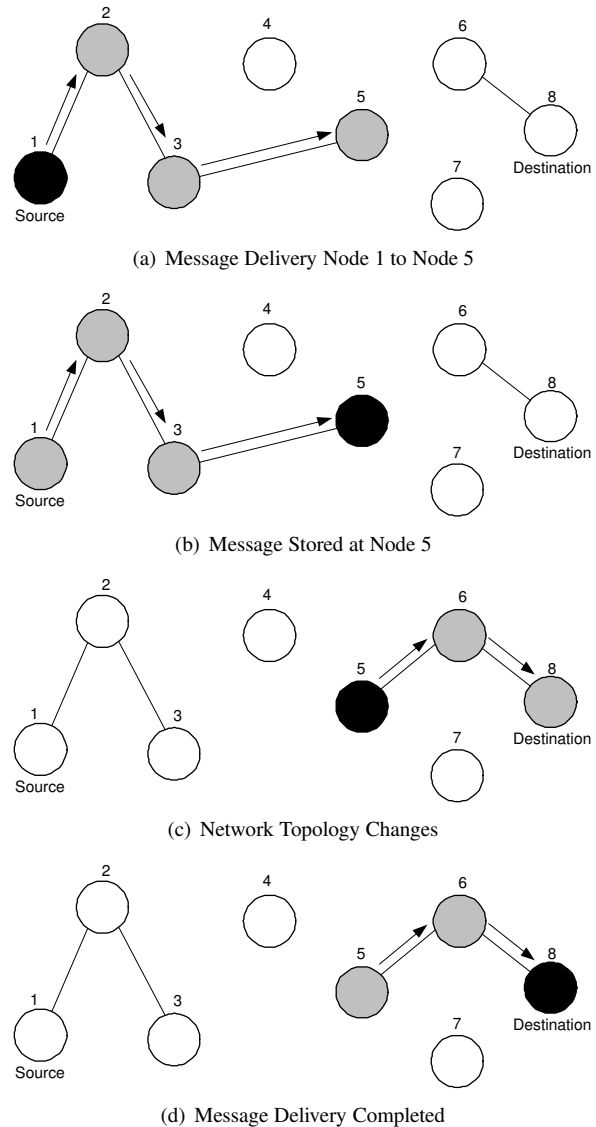 2
4
6
5
8
1
3
7
Source
Destination
(a) Message Delivery Node 1 to Node 5
2
4
6
5
8
1
3
7
Source
Destination
(b) Message Stored at Node 5
2
4
6
5
8
1
3
7
Source
Destination
(c) Network Topology Changes
2
4
6
5
8
1
3
7
Source
Destination
(d) Message Delivery Completed